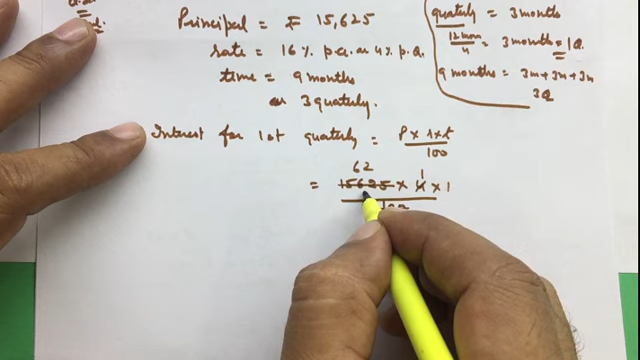 Principal = ₹ 15,625
rate = 16% p.a. or 4% p.Q.
time = 9 months
or 3 quaterly.
quaterly = 3 months
12 mon / 4 = 3 months = 1Q.
9 months = 3m + 3m + 3m
3Q
Interest for 1st quaterly = P × r × t / 100
62
= 15625 × 4 × 1
1
100